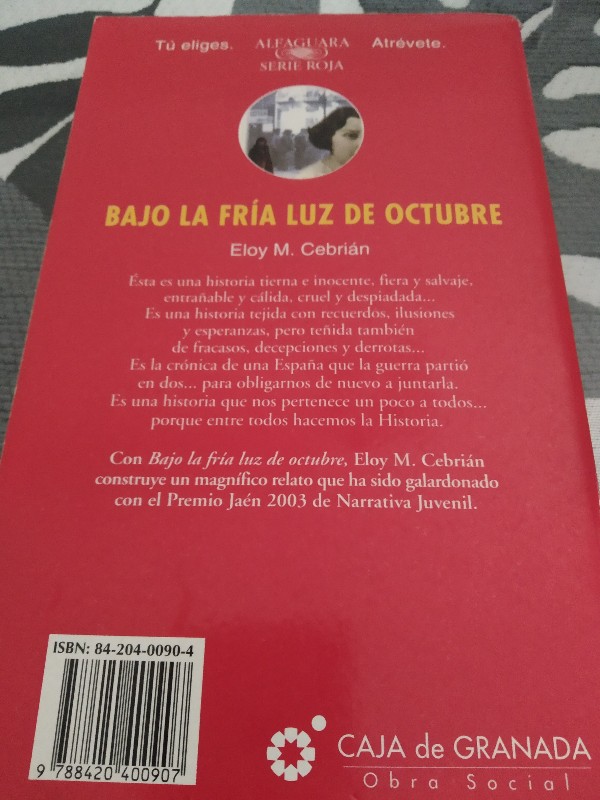 Tú eliges. ALFAGUARA Atrévete.
SERIE ROJA
BAJO LA FRÍA LUZ DE OCTUBRE
Eloy M. Cebrián
Ésta es una historia tierna e inocente, fiera y salvaje,
entrañable y cálida, cruel y despiadada...
Es una historia tejida con recuerdos, ilusiones
y esperanzas, pero teñida también
de fracasos, decepciones y derrotas...
Es la crónica de una España que la guerra partió
en dos... para obligarnos de nuevo a juntarla.
Es una historia que nos pertenece un poco a todos...
porque entre todos hacemos la Historia.
Con Bajo la fría luz de octubre, Eloy M. Cebrián
construye un magnífico relato que ha sido galardonado
con el Premio Jaén 2003 de Narrativa Juvenil.
ISBN: 84-204-0090-4
9 788420 400907
CAJA de GRANADA
Obra Social